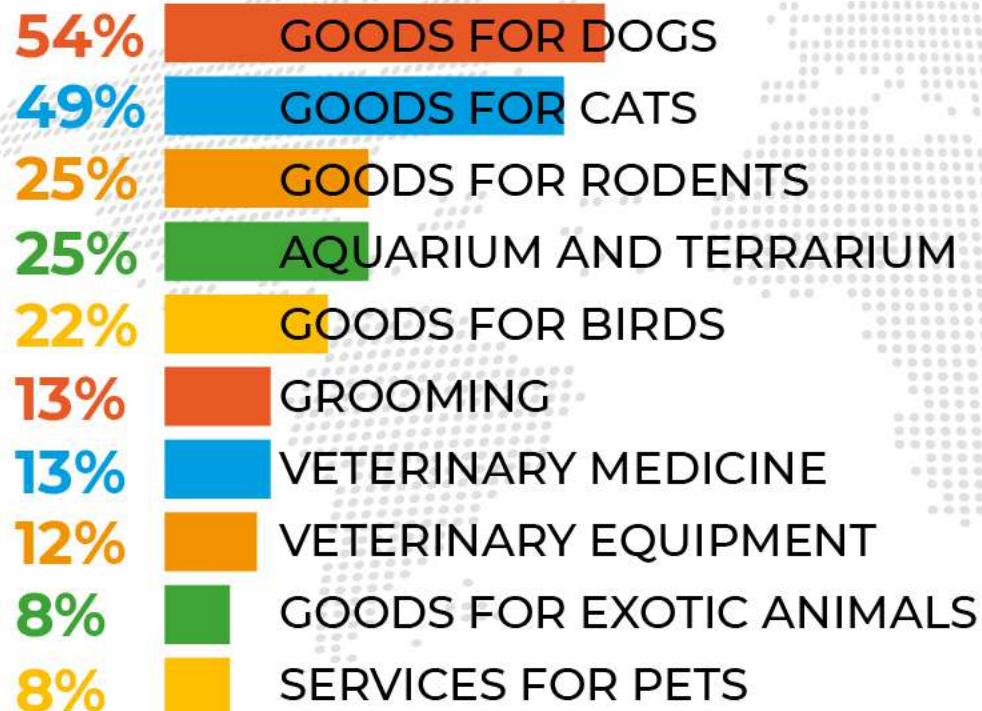 54% GOODS FOR DOGS
49% GOODS FOR CATS
25% GOODS FOR RODENTS
25% AQUARIUM AND TERRARIUM
22% GOODS FOR BIRDS
13% GROOMING
13% VETERINARY MEDICINE
12% VETERINARY EQUIPMENT
8% GOODS FOR EXOTIC ANIMALS
8% SERVICES FOR PETS